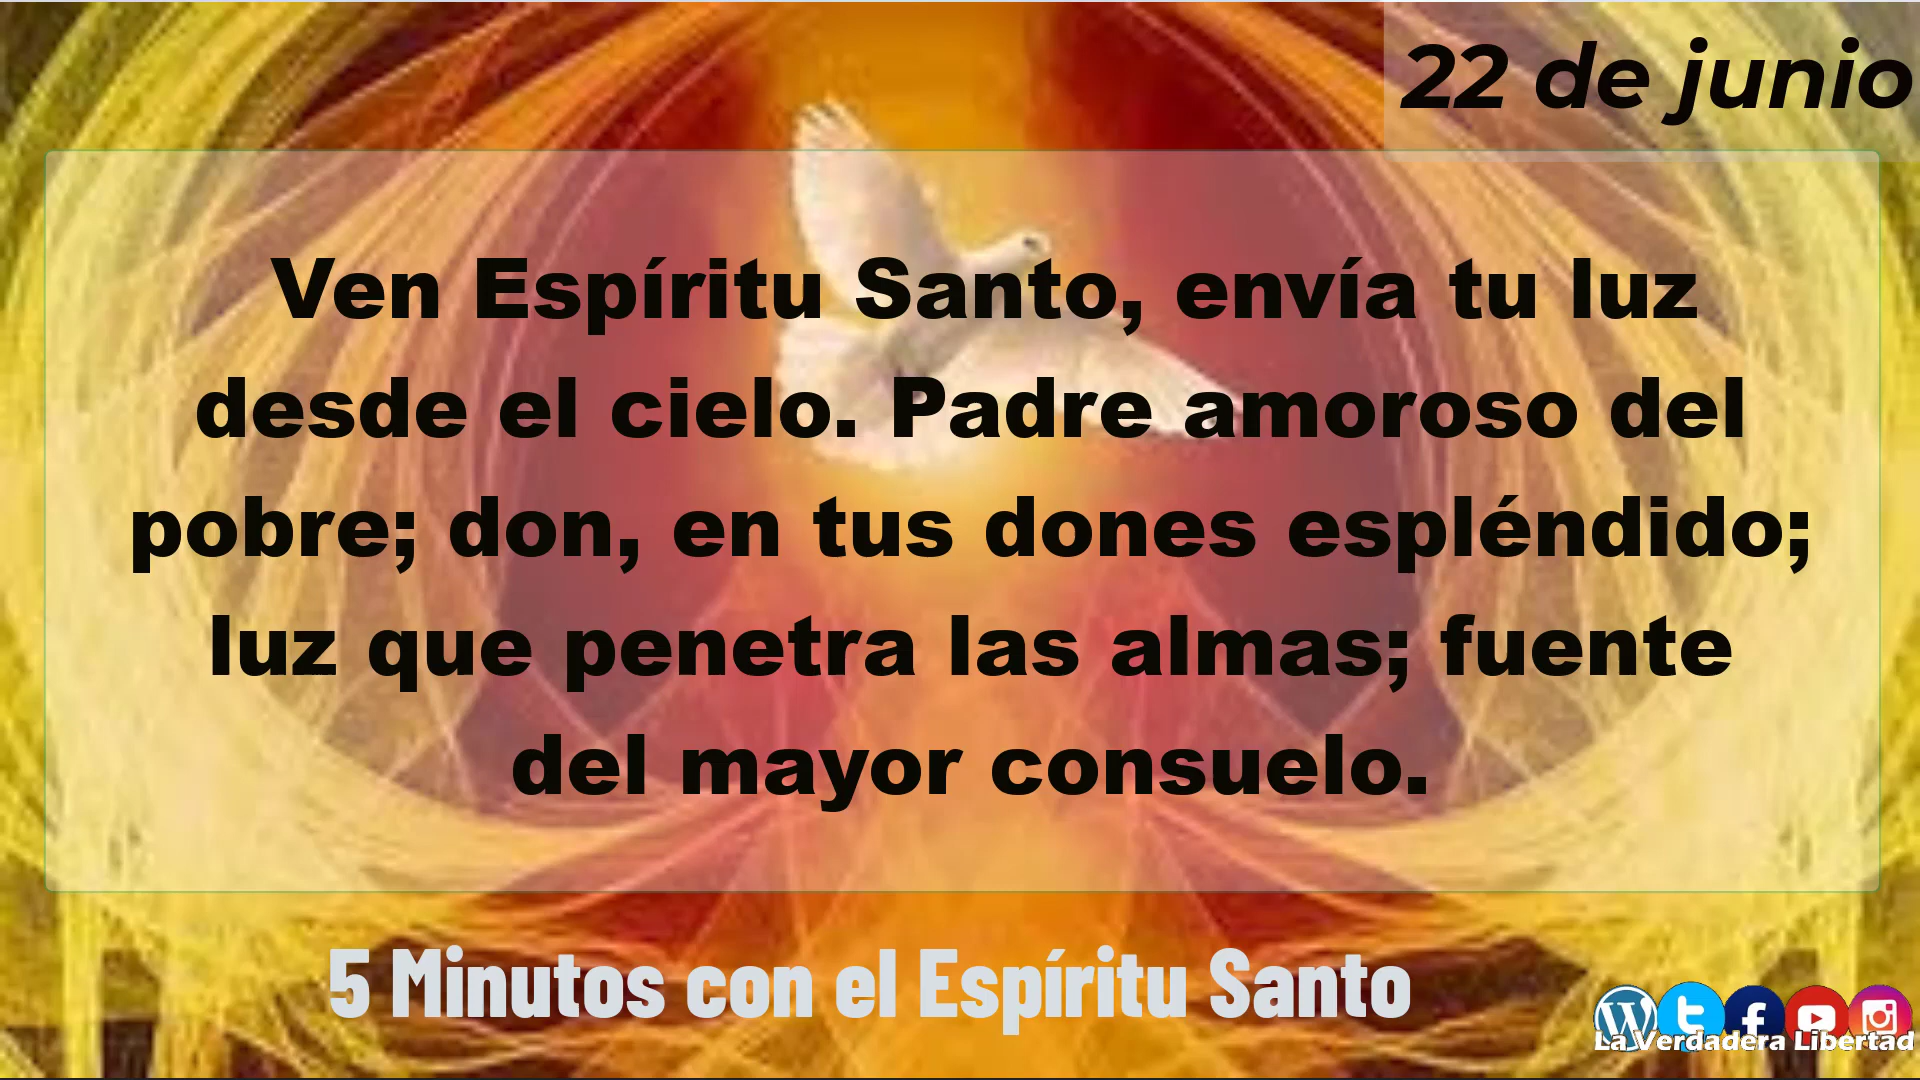 22 de junio
Ven Espíritu Santo, envía tu luz
desde el cielo. Padre amoroso del
pobre; don, en tus dones espléndido;
luz que penetra las almas; fuente
del mayor consuelo.
5 Minutos con el Espíritu Santo
La Verdadera Libertad